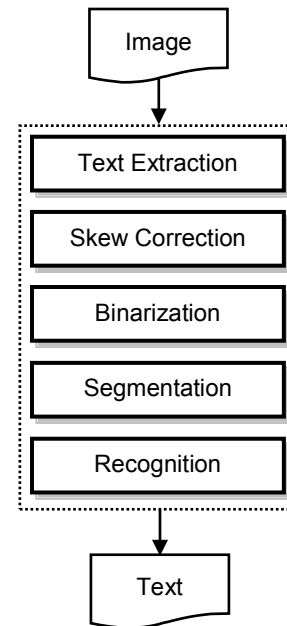 Image
Text Extraction
Skew Correction
Binarization
Segmentation
Recognition
Text